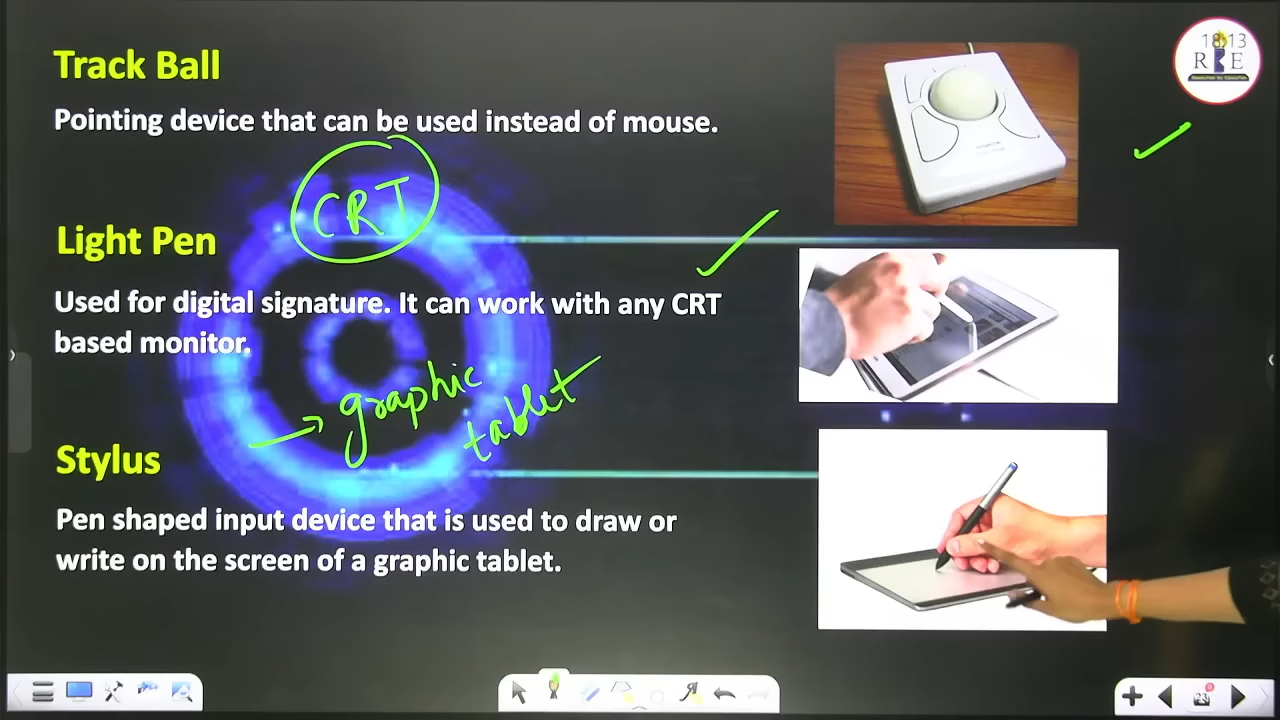 Track Ball
Pointing device that can be used instead of mouse.
CRT
Light Pen
Used for digital signature. It can work with any CRT
based monitor.
→ graphic
tablet
Stylus
Pen shaped input device that is used to draw or
write on the screen of a graphic tablet.
1813
R E